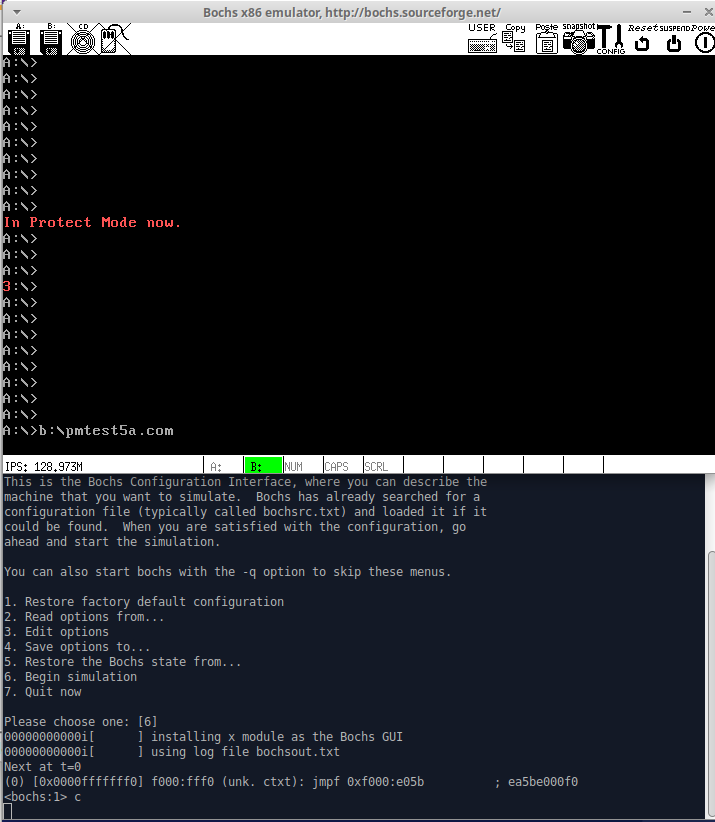 Bochs x86 emulator, http://bochs.sourceforge.net/
A: B: CD USER Copy Paste snapshot CONFIG Reset SUSPEND Power
A:\>
A:\>
A:\>
A:\>
A:\>
A:\>
A:\>
A:\>
A:\>
A:\>
In Protect Mode now.
A:\>
A:\>
A:\>
3:\>
A:\>
A:\>
A:\>
A:\>
A:\>
A:\>
A:\>
A:\>
A:\>b:\pmtest5a.com
IPS: 128.973M A: B: NUM CAPS SCRL
This is the Bochs Configuration Interface, where you can describe the
machine that you want to simulate.  Bochs has already searched for a
configuration file (typically called bochsrc.txt) and loaded it if it
could be found.  When you are satisfied with the configuration, go
ahead and start the simulation.
You can also start bochs with the -q option to skip these menus.
1. Restore factory default configuration
2. Read options from...
3. Edit options
4. Save options to...
5. Restore the Bochs state from...
6. Begin simulation
7. Quit now
Please choose one: [6]
00000000000i[      ] installing x module as the Bochs GUI
00000000000i[      ] using log file bochsout.txt
Next at t=0
(0) [0x0000fffffff0] f000:fff0 (unk. ctxt): jmpf 0xf000:e05b          ; ea5be000f0
<bochs:1> c